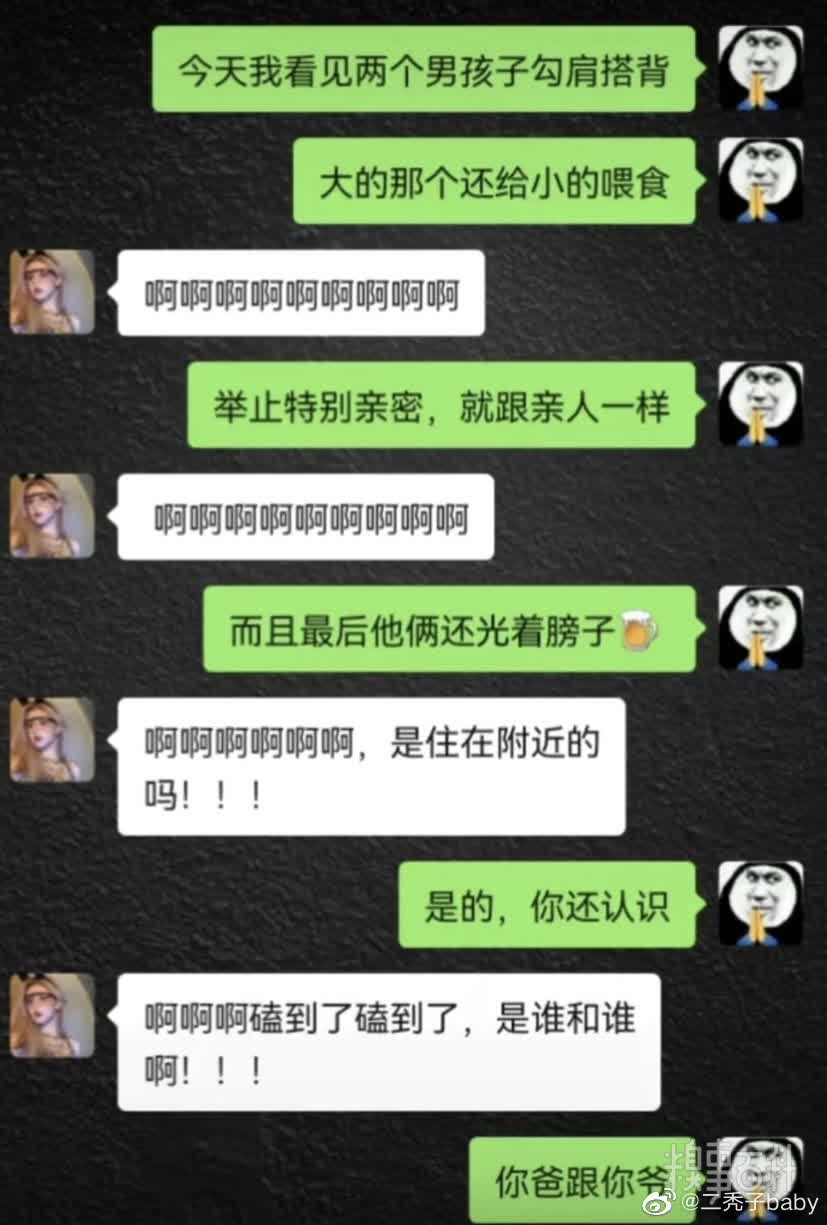 今天我看见两个男孩子勾肩搭背
大的那个还给小的喂食
啊啊啊啊啊啊啊啊啊
举止特别亲密，就跟亲人一样
啊啊啊啊啊啊啊啊啊
而且最后他俩还光着膀子🍺
啊啊啊啊啊啊，是住在附近的
吗！！！
是的，你还认识
啊啊啊磕到了磕到了，是谁和谁
啊！！！
你爸跟你爷
@二秃子baby